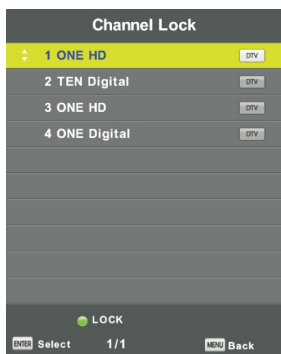 Channel Lock
1 ONE HD DTV
2 TEN Digital DTV
3 ONE HD DTV
4 ONE Digital DTV
LOCK
ENTER Select 1/1 MENU Back